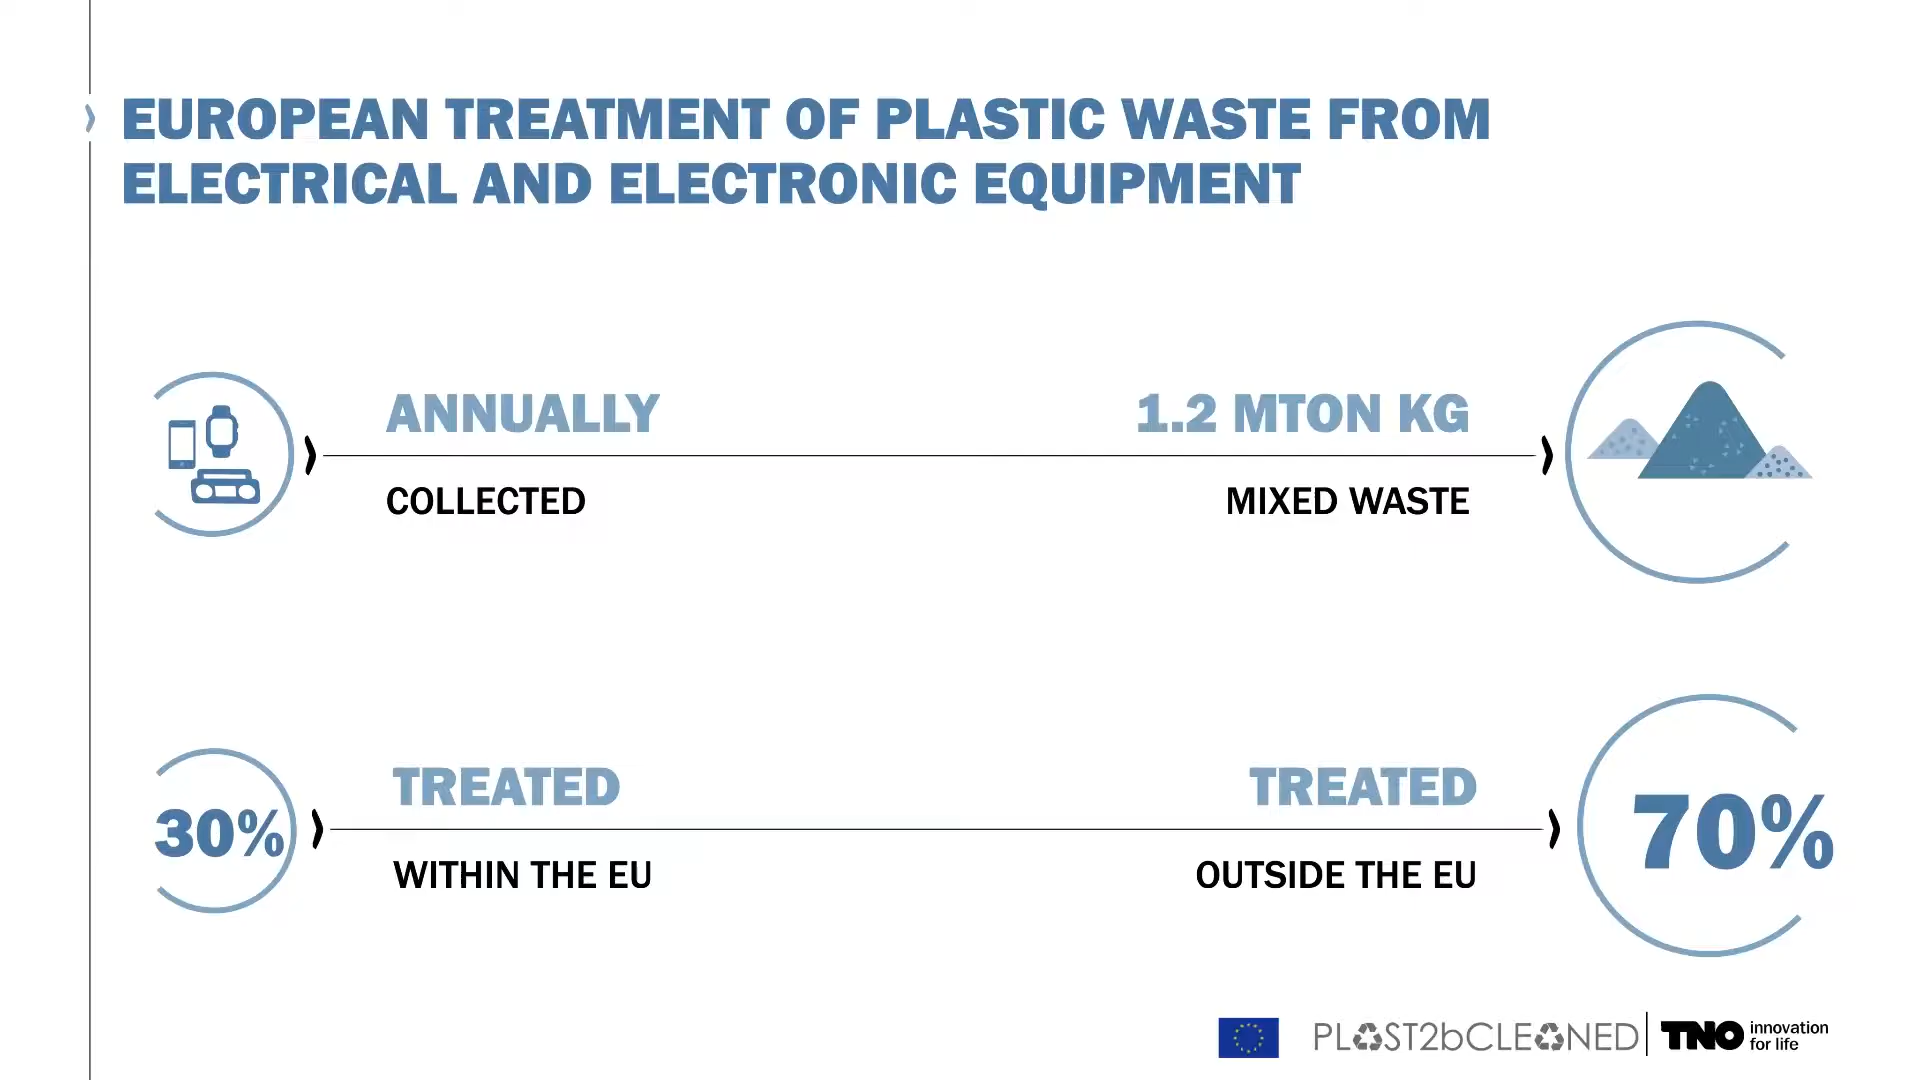 EUROPEAN TREATMENT OF PLASTIC WASTE FROM
ELECTRICAL AND ELECTRONIC EQUIPMENT
ANNUALLY
COLLECTED
1.2 MTON KG
MIXED WASTE
30%
TREATED
WITHIN THE EU
TREATED
OUTSIDE THE EU
70%
PLAST2bCLEANED
TNO innovation
for life